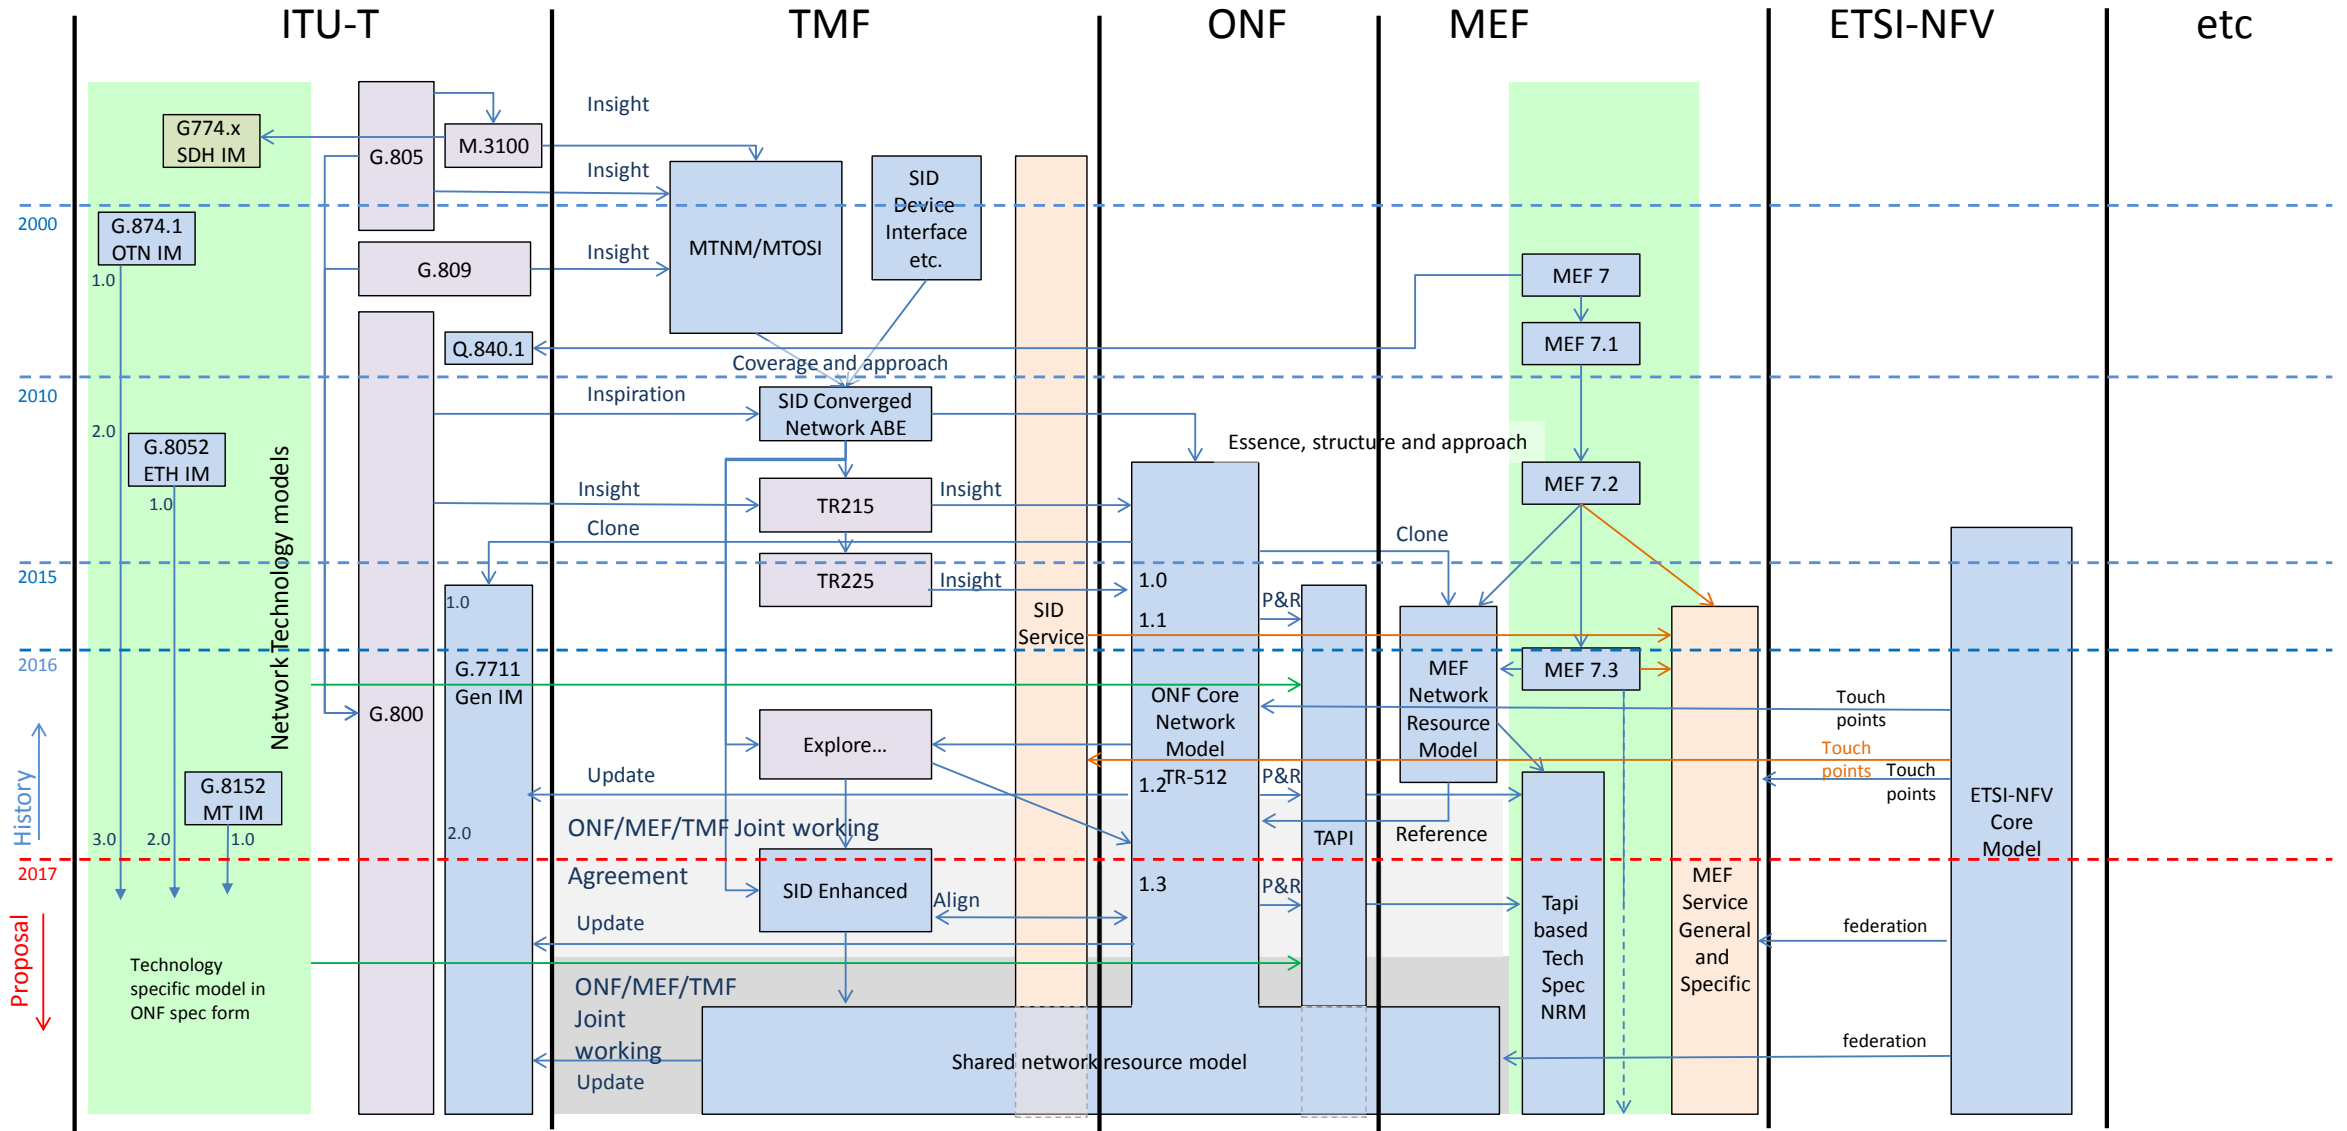 ITU-T
TMF
ONF
MEF
ETSI-NFV
etc
G774.x
SDH IM
G.805
M.3100
Insight
Insight
2000
G.874.1
OTN IM
1.0
G.809
Insight
MTNM/MTOSI
SID
Device
Interface
etc.
MEF 7
MEF 7.1
Q.840.1
Coverage and approach
2010
Inspiration
SID Converged
Network ABE
2.0
G.8052
ETH IM
1.0
Network Technology models
Essence, structure and approach
MEF 7.2
Insight
TR215
Insight
Clone
Clone
2015
TR225
Insight
1.0
1.0
1.1
P&R
SID
Service
2016
G.7711
Gen IM
G.800
MEF
Network
Resource
Model
MEF 7.3
ONF Core
Network
Model
TR-512
Touch
points
Touch
points
Touch
points
Explore...
Update
1.2
P&R
G.8152
MT IM
History
3.0
2.0
1.0
2.0
ONF/MEF/TMF Joint working
Agreement
TAPI
Reference
ETSI-NFV
Core
Model
2017
SID Enhanced
1.3
P&R
Align
Update
Tapi
based
Tech
Spec
NRM
MEF
Service
General
and
Specific
federation
Proposal
Technology
specific model in
ONF spec form
ONF/MEF/TMF
Joint
working
Update
Shared network resource model
federation